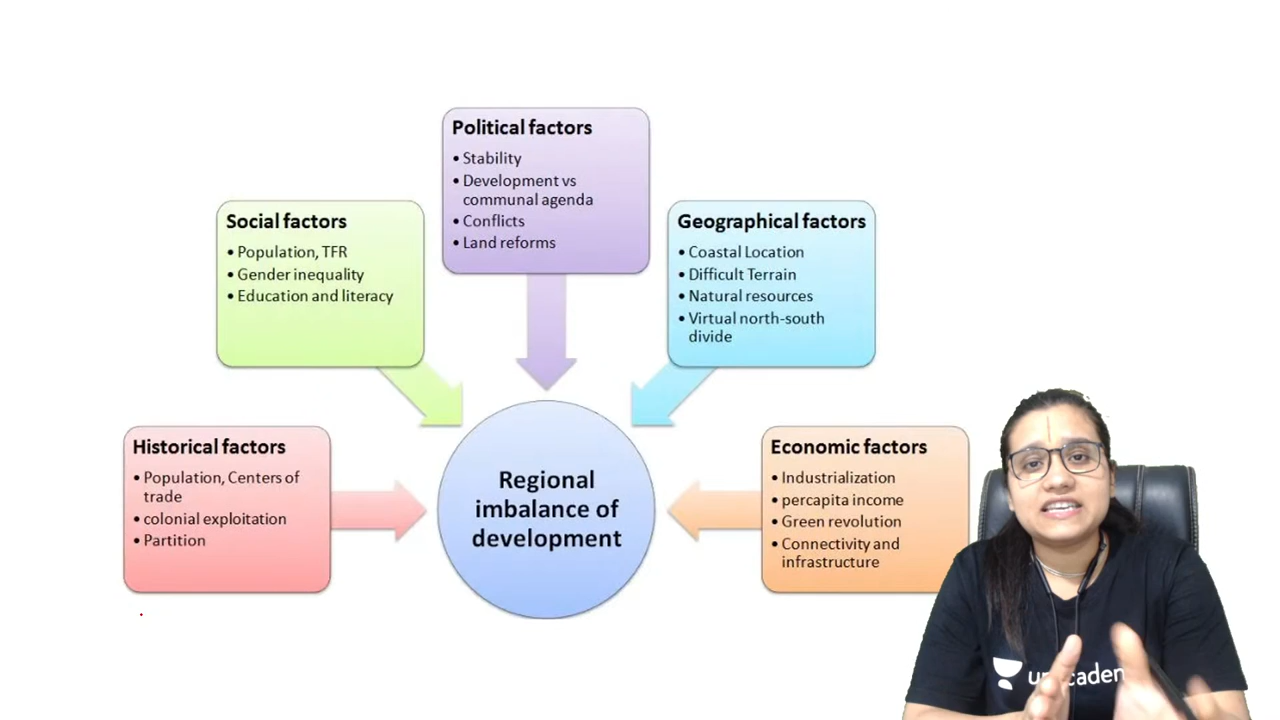 Political factors
• Stability
• Development vs
communal agenda
• Conflicts
• Land reforms
Social factors
• Population, TFR
• Gender inequality
• Education and literacy
Geographical factors
• Coastal Location
• Difficult Terrain
• Natural resources
• Virtual north-south
divide
Historical factors
• Population, Centers of
trade
• colonial exploitation
• Partition
Regional
imbalance of
development
Economic factors
• Industrialization
• percapita income
• Green revolution
• Connectivity and
infrastructure